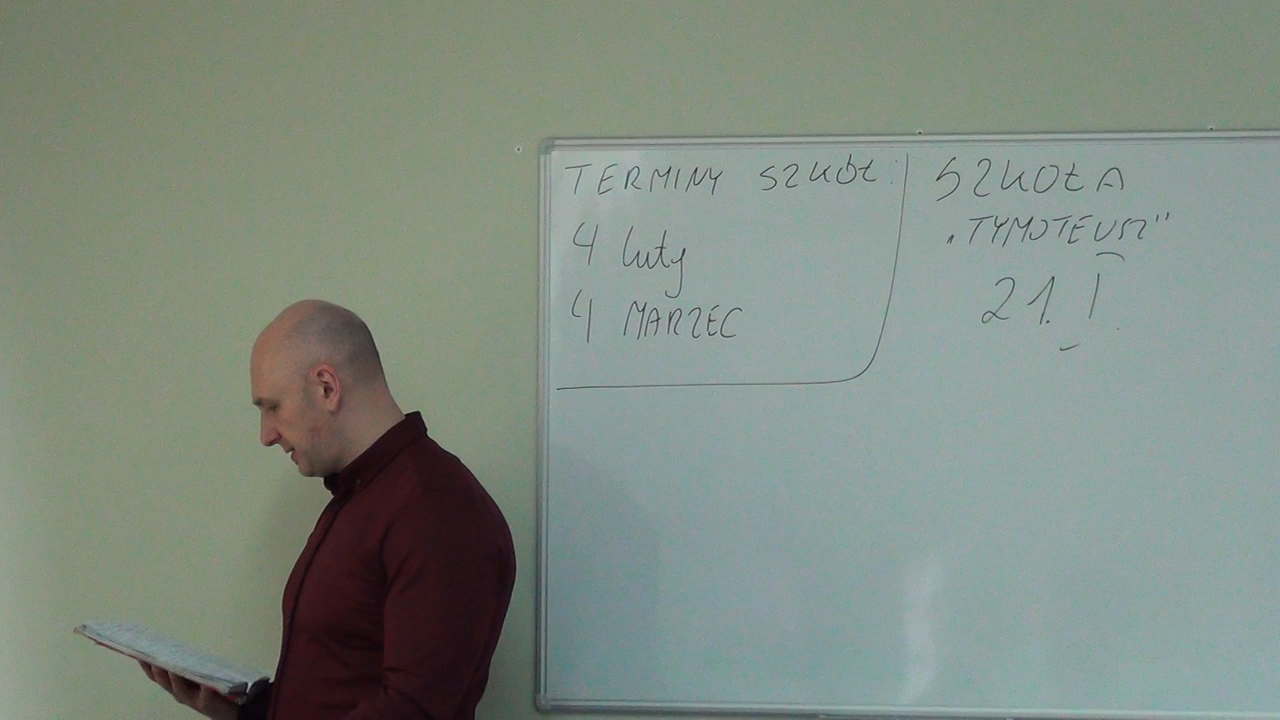 TERMINY SZKÓŁ:
4 luty
4 MARZEC
SZKOŁA
„TYMOTEUSZ”
21. I